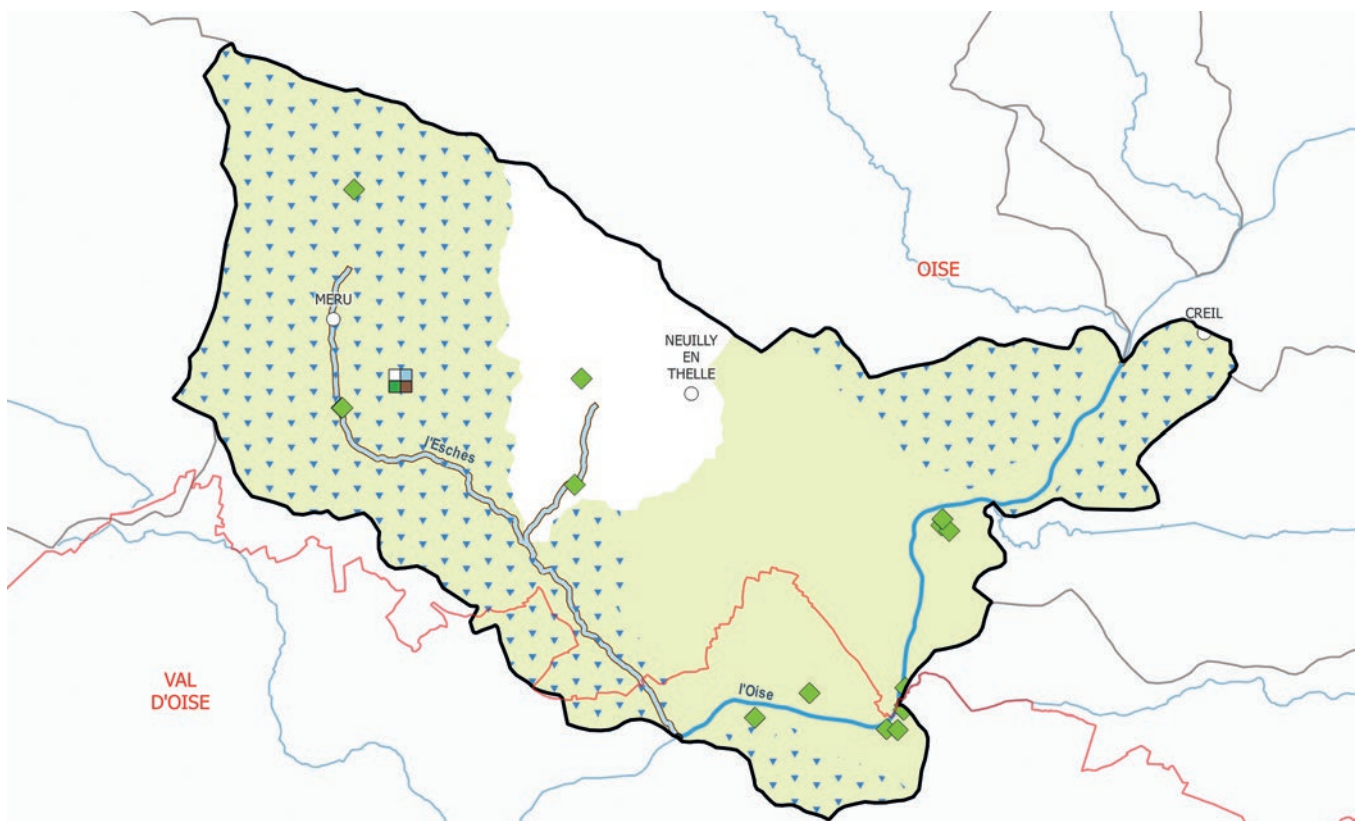 OISE
CREIL
MERU
NEUILLY
EN
THELLE
l'Esches
VAL
D'OISE
l'Oise